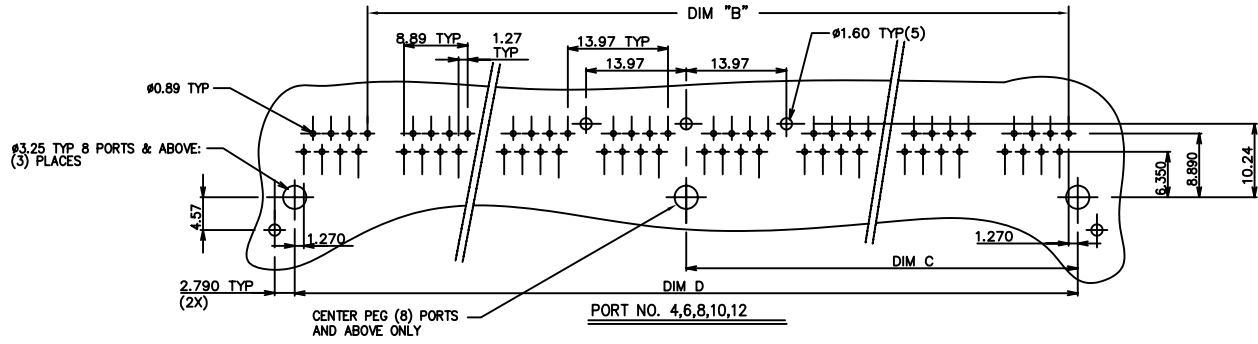 DIM "B"
8.89 TYP
1.27
TYP
13.97 TYP
ø1.60 TYP(5)
13.97
13.97
ø0.89 TYP
ø3.25 TYP 8 PORTS & ABOVE:
(3) PLACES
6.350
8.890
10.24
4.57
1.270
1.270
DIM C
2.790 TYP
(2X)
DIM D
CENTER PEG (8) PORTS
AND ABOVE ONLY
PORT NO. 4,6,8,10,12